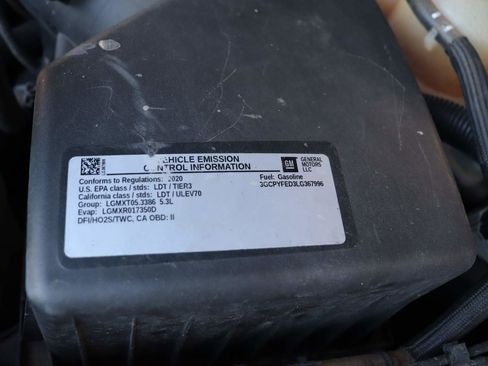 VEHICLE EMISSION
CONTROL INFORMATION
GM
GENERAL
MOTORS
LLC
Conforms to Regulations: 2020
Fuel: Gasoline
U.S. EPA class / stds: LDT / TIER3
3GCPYFED3LG367996
California class / stds: LDT / ULEV70
Group: LGMXT05.3386 5.3L
Evap: LGMXR017350D
DFI/HO2S/TWC, CA OBD: II